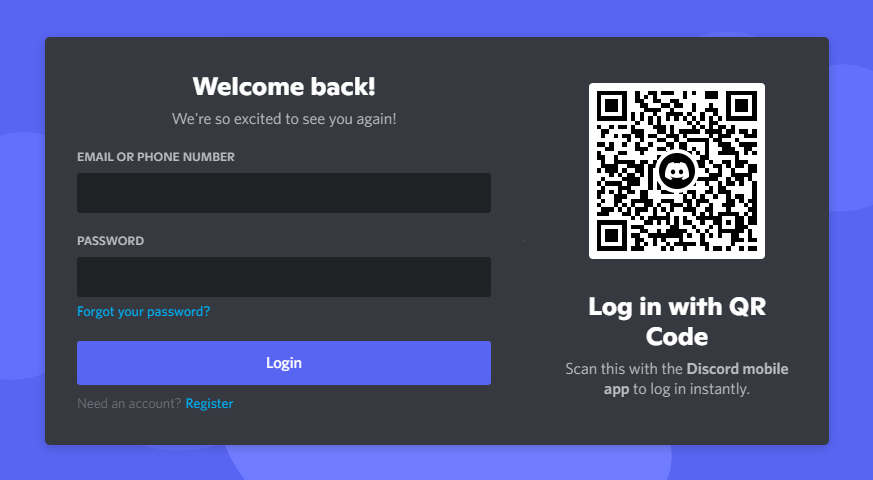 Welcome back!
We're so excited to see you again!
EMAIL OR PHONE NUMBER
PASSWORD
Forgot your password?
Login
Need an account? Register
Log in with QR
Code
Scan this with the Discord mobile
app to log in instantly.